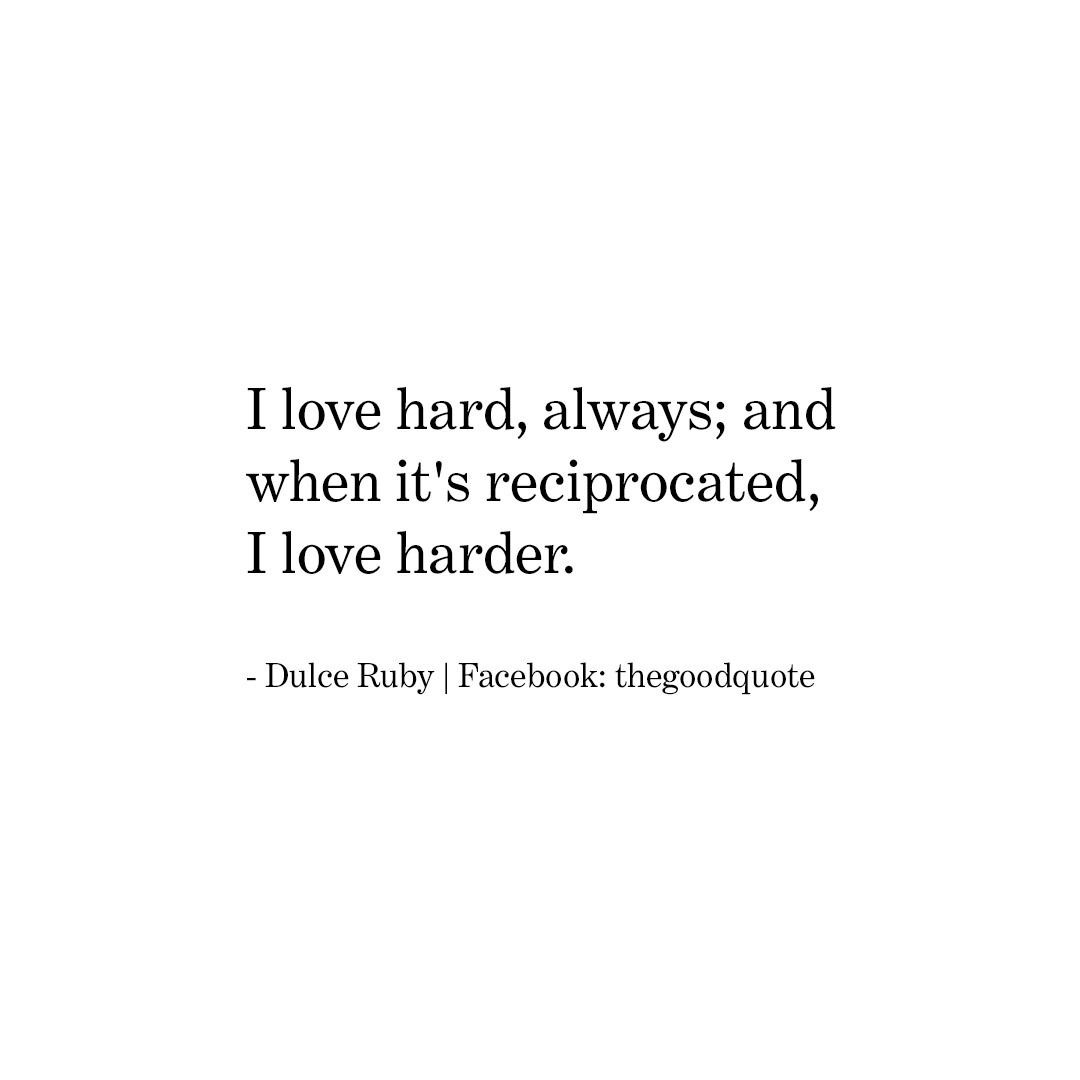 I love hard, always; and
when it's reciprocated,
I love harder.
- Dulce Ruby | Facebook: thegoodquote